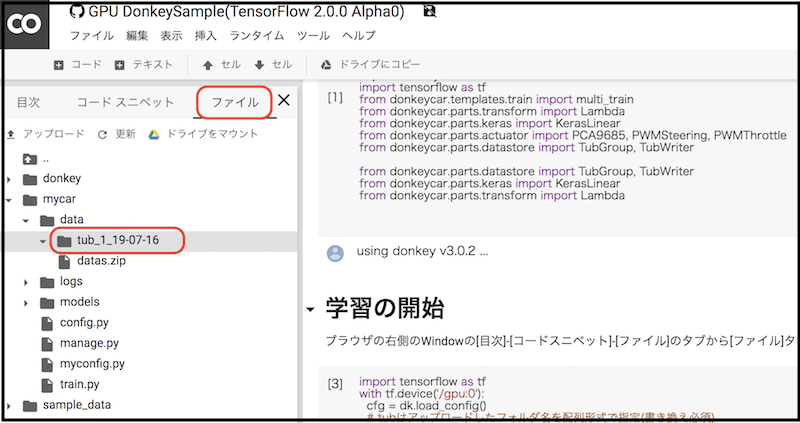 CO
GPU DonkeySample(TensorFlow 2.0.0 Alpha0)
ファイル 編集 表示 挿入 ランタイム ツール ヘルプ
コード テキスト セル セル ドライブにコピー
目次 コード スニペット ファイル
アップロード 更新 ドライブをマウント
..
donkey
mycar
data
tub_1_19-07-16
datas.zip
logs
models
config.py
manage.py
myconfig.py
train.py
sample_data
[1]
import tensorflow as tf
from donkeycar.templates.train import multi_train
from donkeycar.parts.transform import Lambda
from donkeycar.parts.keras import KerasLinear
from donkeycar.parts.actuator import PCA9685, PWMSteering, PWMThrottle
from donkeycar.parts.datastore import TubGroup, TubWriter
from donkeycar.parts.datastore import TubGroup, TubWriter
from donkeycar.parts.keras import KerasLinear
from donkeycar.parts.transform import Lambda
using donkey v3.0.2 ...
学習の開始
ブラウザの右側のWindowの[目次]-[コードスニペット]-[ファイル]のタブから[ファイル]タ
[3]
import tensorflow as tf
with tf.device('/gpu:0'):
cfg = dk.load_config()
# tubはアップロードしたフォルダ名を配列形式で指定(書き換え必須)